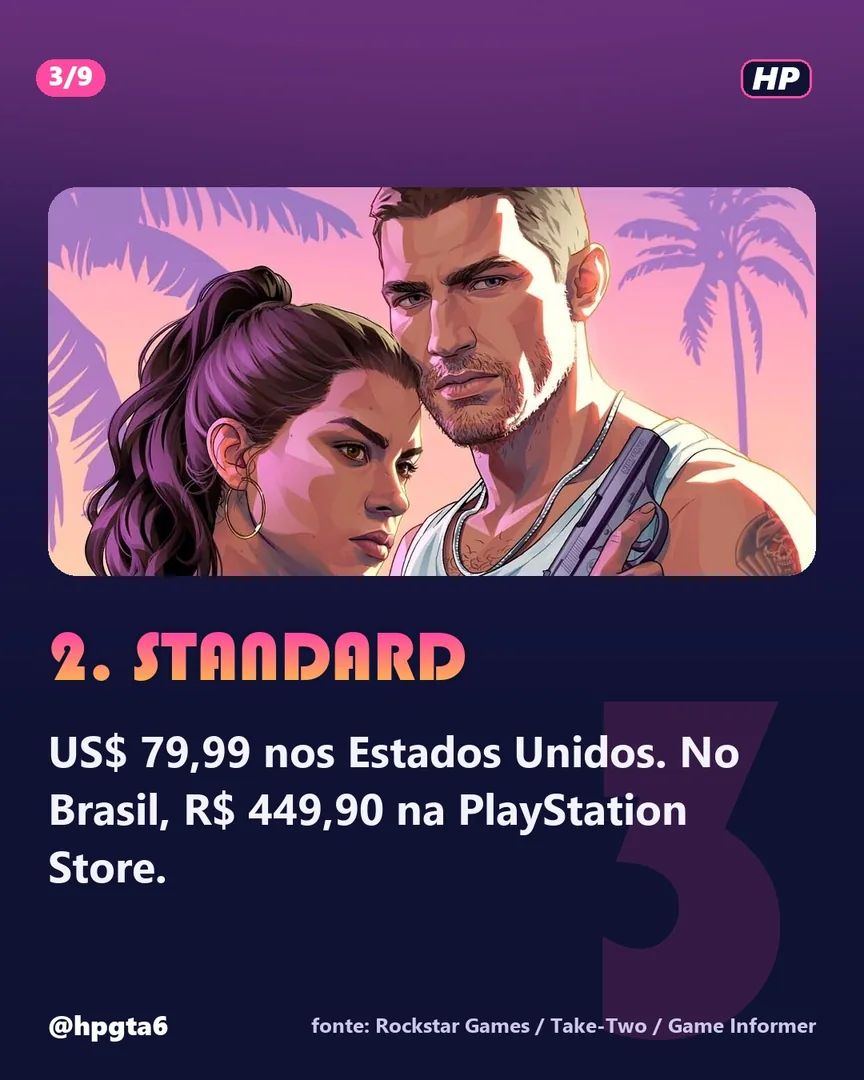 3/9
HP
2. STANDARD
US$ 79,99 nos Estados Unidos. No
Brasil, R$ 449,90 na PlayStation
Store.
3
@hpgta6
fonte: Rockstar Games / Take-Two / Game Informer